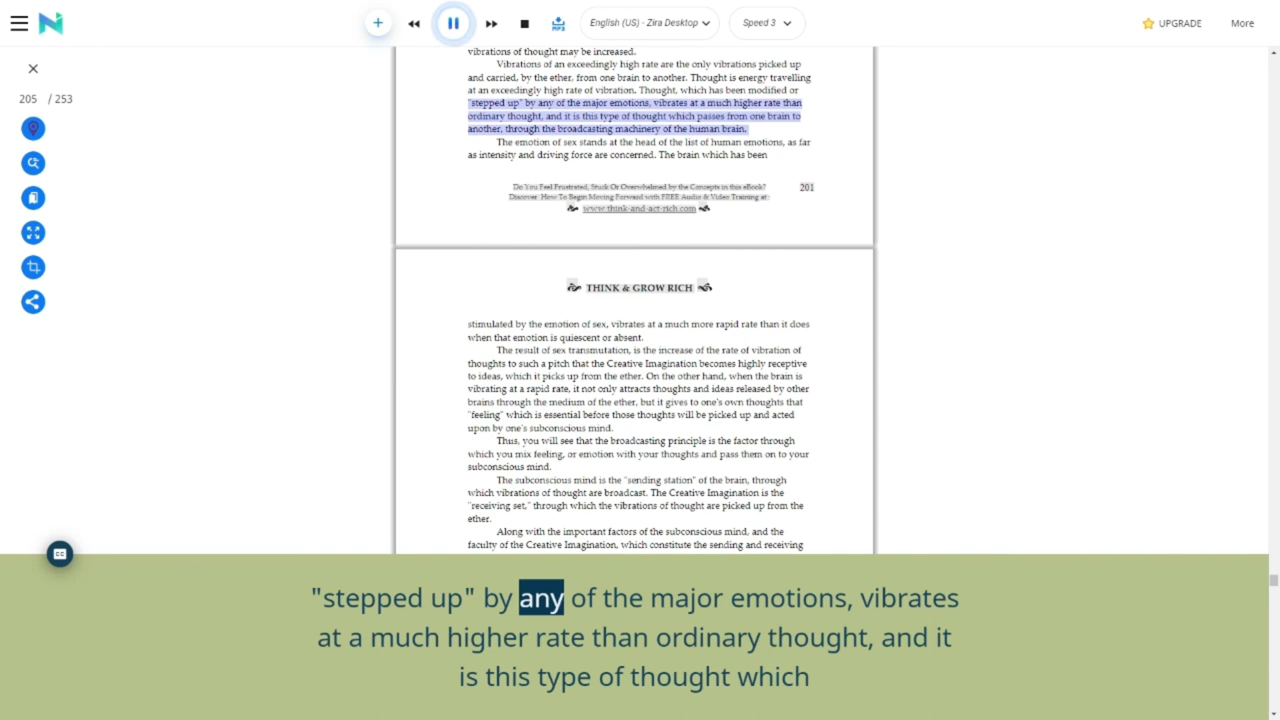 English (US) - Zira Desktop
Speed 3
UPGRADE
More
MP3
205 / 253
vibrations of thought may be increased.
Vibrations of an exceedingly high rate are the only vibrations picked up
and carried, by the ether, from one brain to another. Thought is energy travelling
at an exceedingly high rate of vibration. Thought, which has been modified or
"stepped up" by any of the major emotions, vibrates at a much higher rate than
ordinary thought, and it is this type of thought which passes from one brain to
another, through the broadcasting machinery of the human brain.
The emotion of sex stands at the head of the list of human emotions, as far
as intensity and driving force are concerned. The brain which has been
Do You Feel Frustrated, Stuck Or Overwhelmed by the Concepts in this eBook?
201
Discover How To Begin Moving Forward with FREE Audio & Video Training at
www.think-and-act-rich.com
THINK & GROW RICH
stimulated by the emotion of sex, vibrates at a much more rapid rate than it does
when that emotion is quiescent or absent.
The result of sex transmutation, is the increase of the rate of vibration of
thoughts to such a pitch that the Creative Imagination becomes highly receptive
to ideas, which it picks up from the ether. On the other hand, when the brain is
vibrating at a rapid rate, it not only attracts thoughts and ideas released by other
brains through the medium of the ether, but it gives to one's own thoughts that
"feeling" which is essential before those thoughts will be picked up and acted
upon by one's subconscious mind.
Thus, you will see that the broadcasting principle is the factor through
which you mix feeling, or emotion with your thoughts and pass them on to your
subconscious mind.
The subconscious mind is the "sending station" of the brain, through
which vibrations of thought are broadcast. The Creative Imagination is the
"receiving set," through which the vibrations of thought are picked up from the
ether.
Along with the important factors of the subconscious mind, and the
faculty of the Creative Imagination, which constitute the sending and receiving
CC
"stepped up" by any of the major emotions, vibrates
at a much higher rate than ordinary thought, and it
is this type of thought which